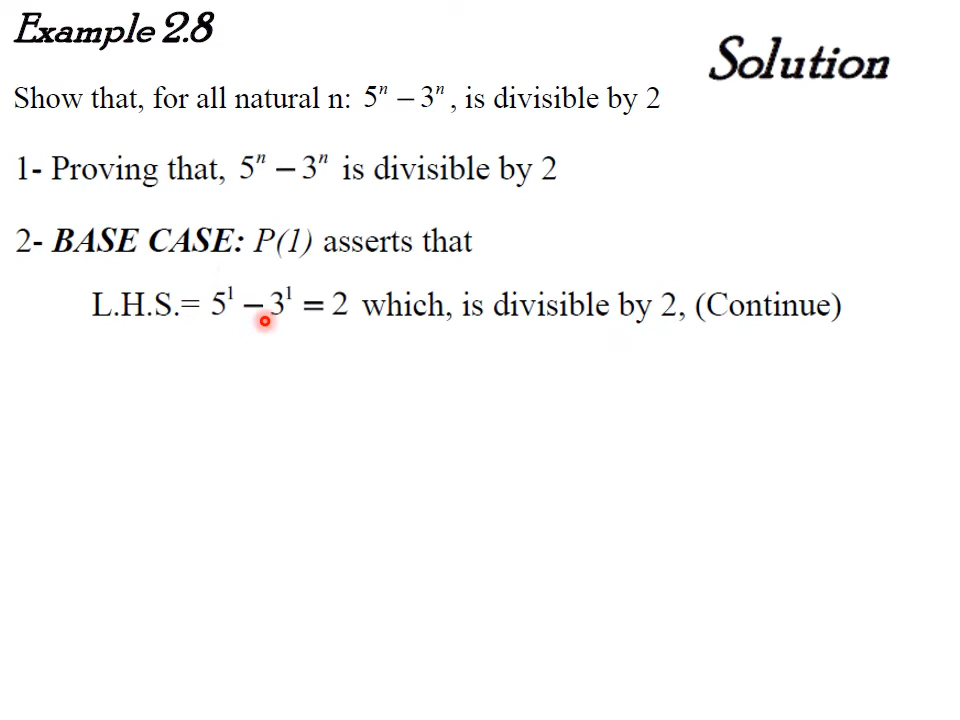 Example 2.8
Solution
Show that, for all natural n: 5ⁿ − 3ⁿ, is divisible by 2
1- Proving that, 5ⁿ − 3ⁿ is divisible by 2
2- BASE CASE: P(1) asserts that
L.H.S.= 5¹ − 3¹ = 2 which, is divisible by 2, (Continue)